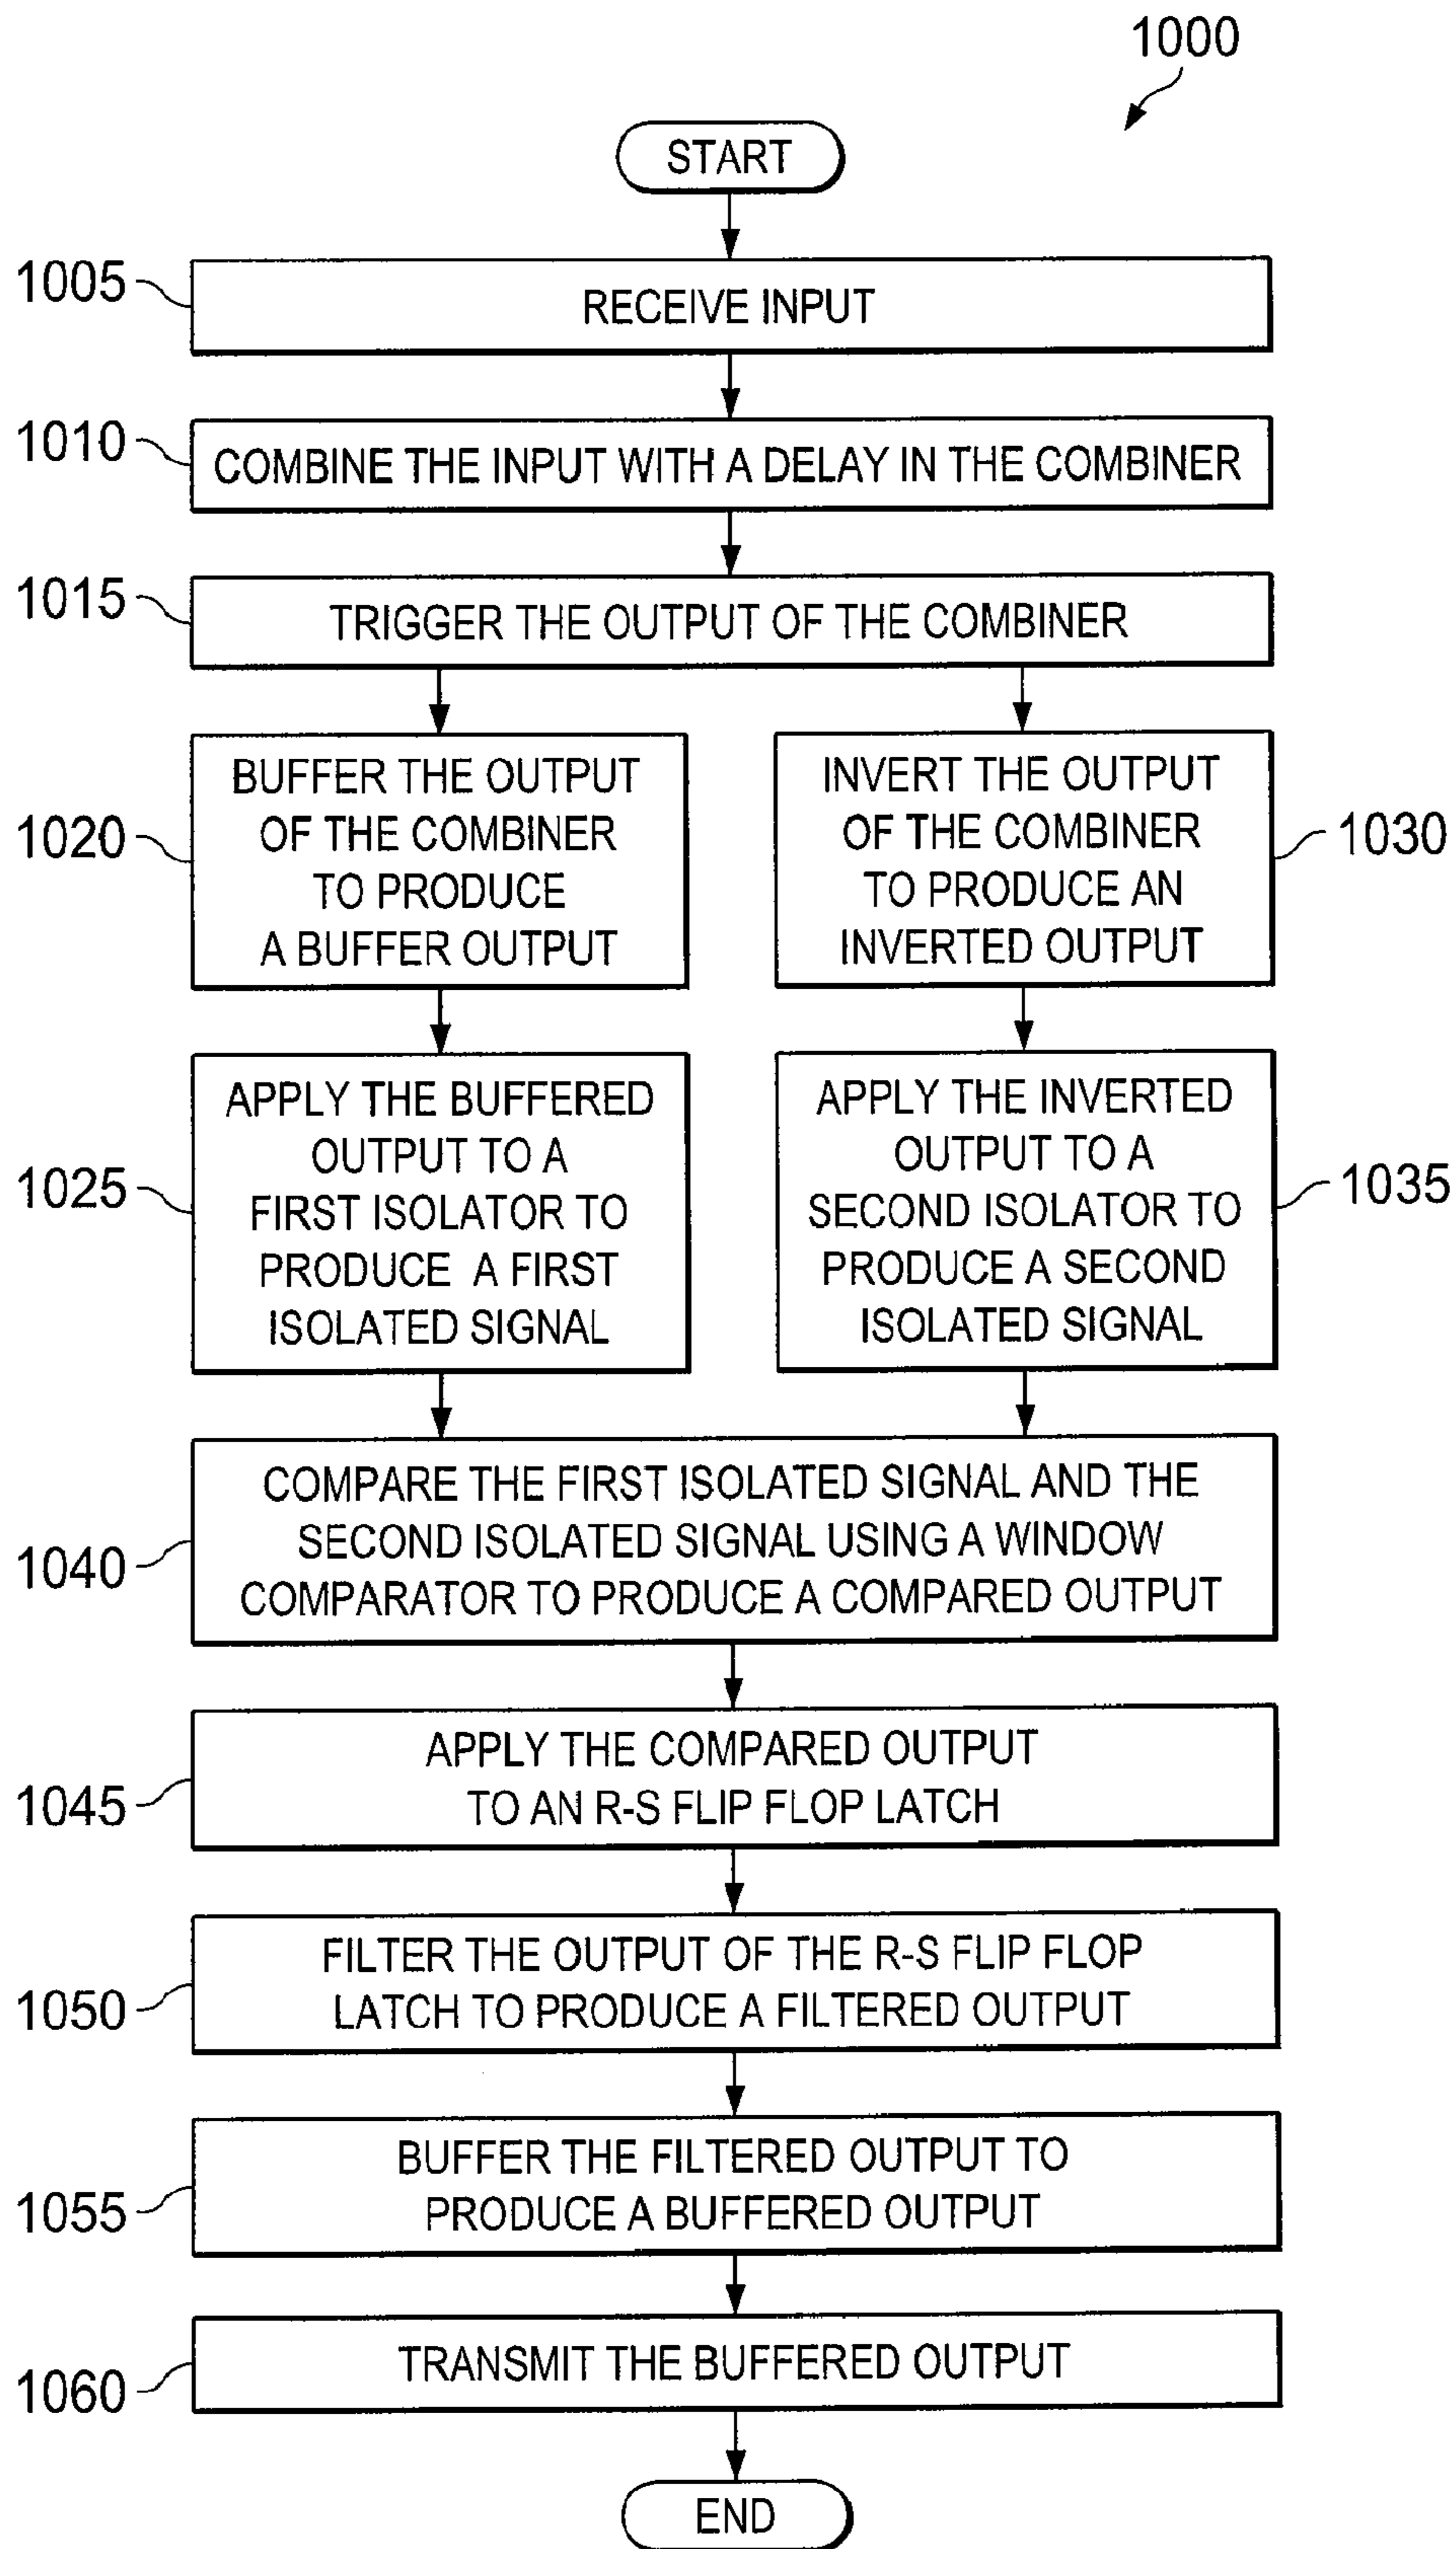 1000
START
1005
RECEIVE INPUT
1010
COMBINE THE INPUT WITH A DELAY IN THE COMBINER
1015
TRIGGER THE OUTPUT OF THE COMBINER
1020
BUFFER THE OUTPUT
OF THE COMBINER
TO PRODUCE
A BUFFER OUTPUT
INVERT THE OUTPUT
OF THE COMBINER
TO PRODUCE AN
INVERTED OUTPUT
1030
1025
APPLY THE BUFFERED
OUTPUT TO A
FIRST ISOLATOR TO
PRODUCE A FIRST
ISOLATED SIGNAL
APPLY THE INVERTED
OUTPUT TO A
SECOND ISOLATOR TO
PRODUCE A SECOND
ISOLATED SIGNAL
1035
1040
COMPARE THE FIRST ISOLATED SIGNAL AND THE
SECOND ISOLATED SIGNAL USING A WINDOW
COMPARATOR TO PRODUCE A COMPARED OUTPUT
1045
APPLY THE COMPARED OUTPUT
TO AN R-S FLIP FLOP LATCH
1050
FILTER THE OUTPUT OF THE R-S FLIP FLOP
LATCH TO PRODUCE A FILTERED OUTPUT
1055
BUFFER THE FILTERED OUTPUT TO
PRODUCE A BUFFERED OUTPUT
1060
TRANSMIT THE BUFFERED OUTPUT
END